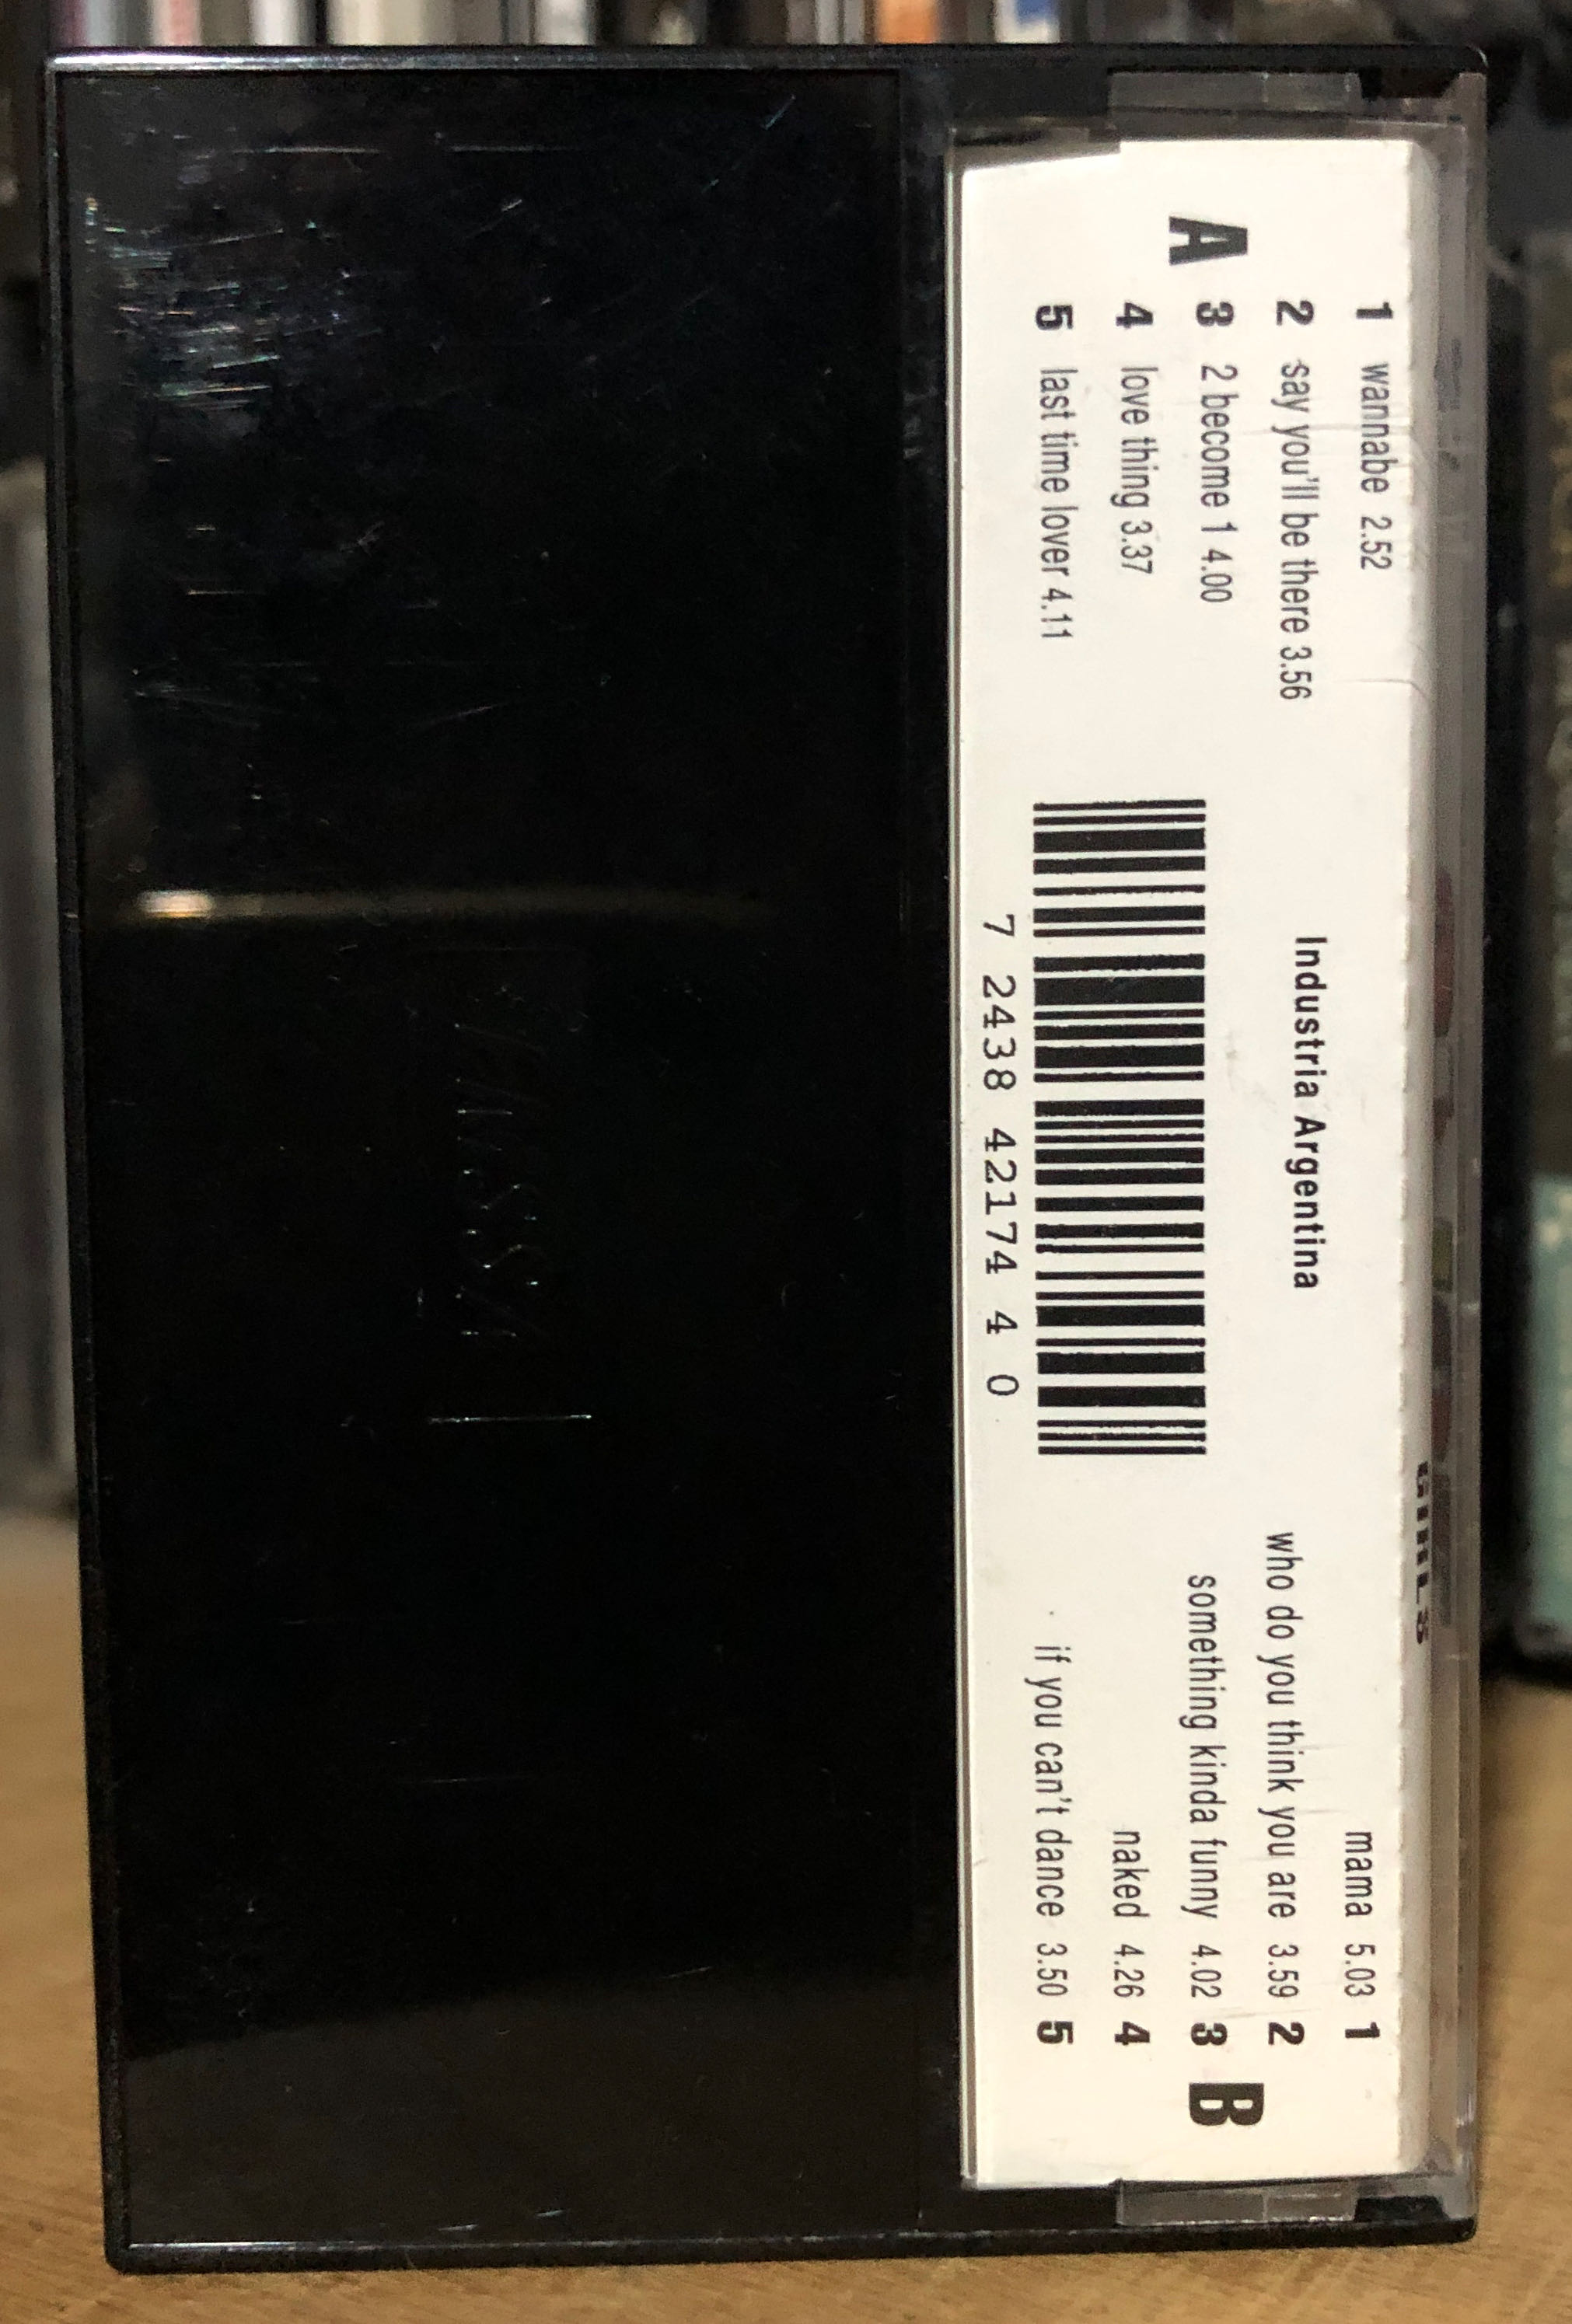 A
1 wannabe 2.52
2 say you'll be there 3.56
3 2 become 1 4.00
4 love thing 3.37
5 last time lover 4.11
Industria Argentina
7 2438 42174 4 0
mama 5.03 1
who do you think you are 3.59 2
something kinda funny 4.02 3
naked 4.26 4
if you can't dance 3.50 5
B